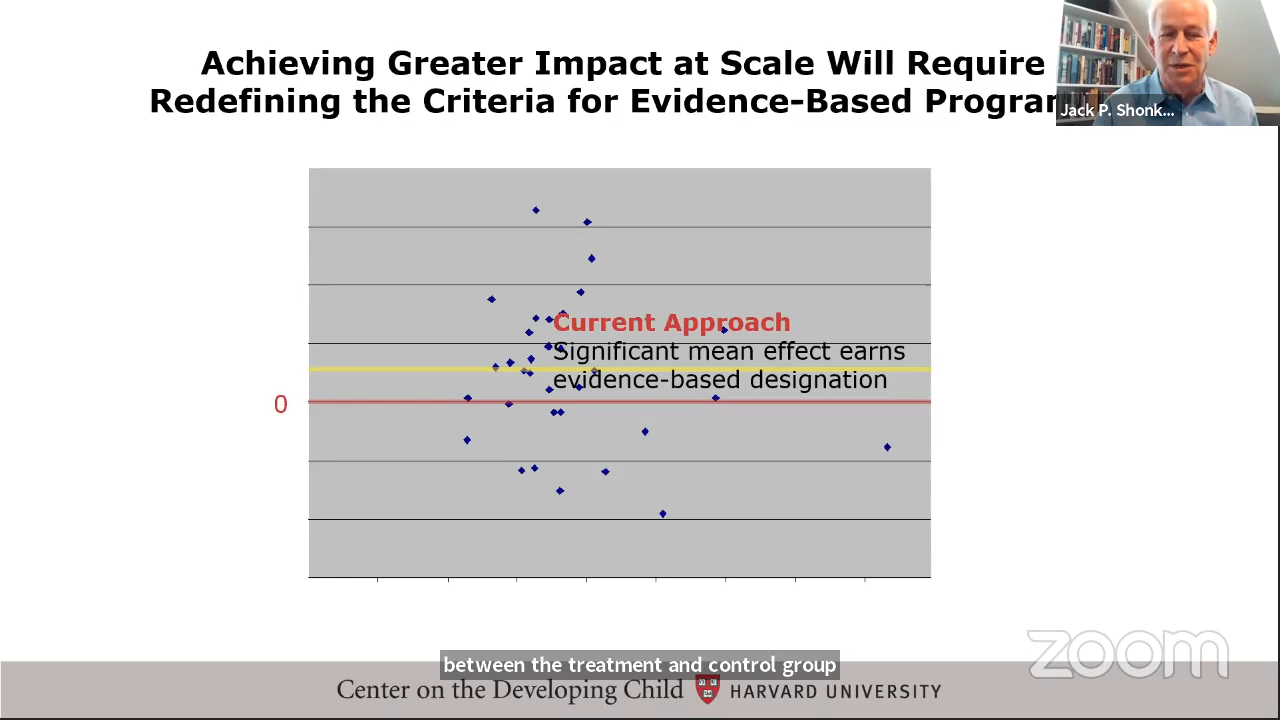 Achieving Greater Impact at Scale Will Require
Redefining the Criteria for Evidence-Based
Jack P. Shonk...
Current Approach
Significant mean effect earns
evidence-based designation
0
between the treatment and control group
zoom
Center on the Developing Child HARVARD UNIVERSITY